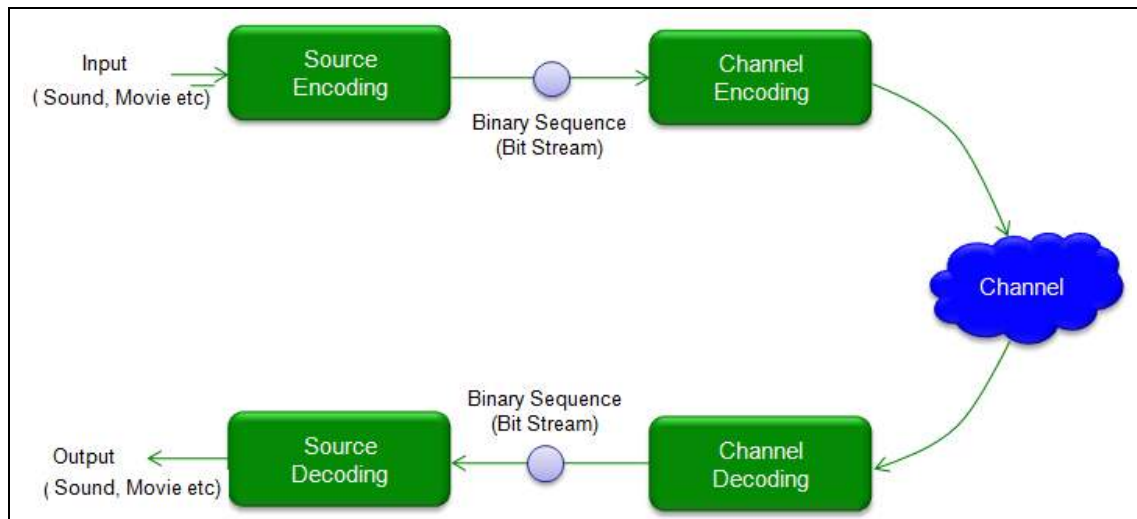 Input
( Sound, Movie etc)
Source
Encoding
Binary Sequence
(Bit Stream)
Channel
Encoding
Channel
Channel
Decoding
Binary Sequence
(Bit Stream)
Source
Decoding
Output
( Sound, Movie etc)